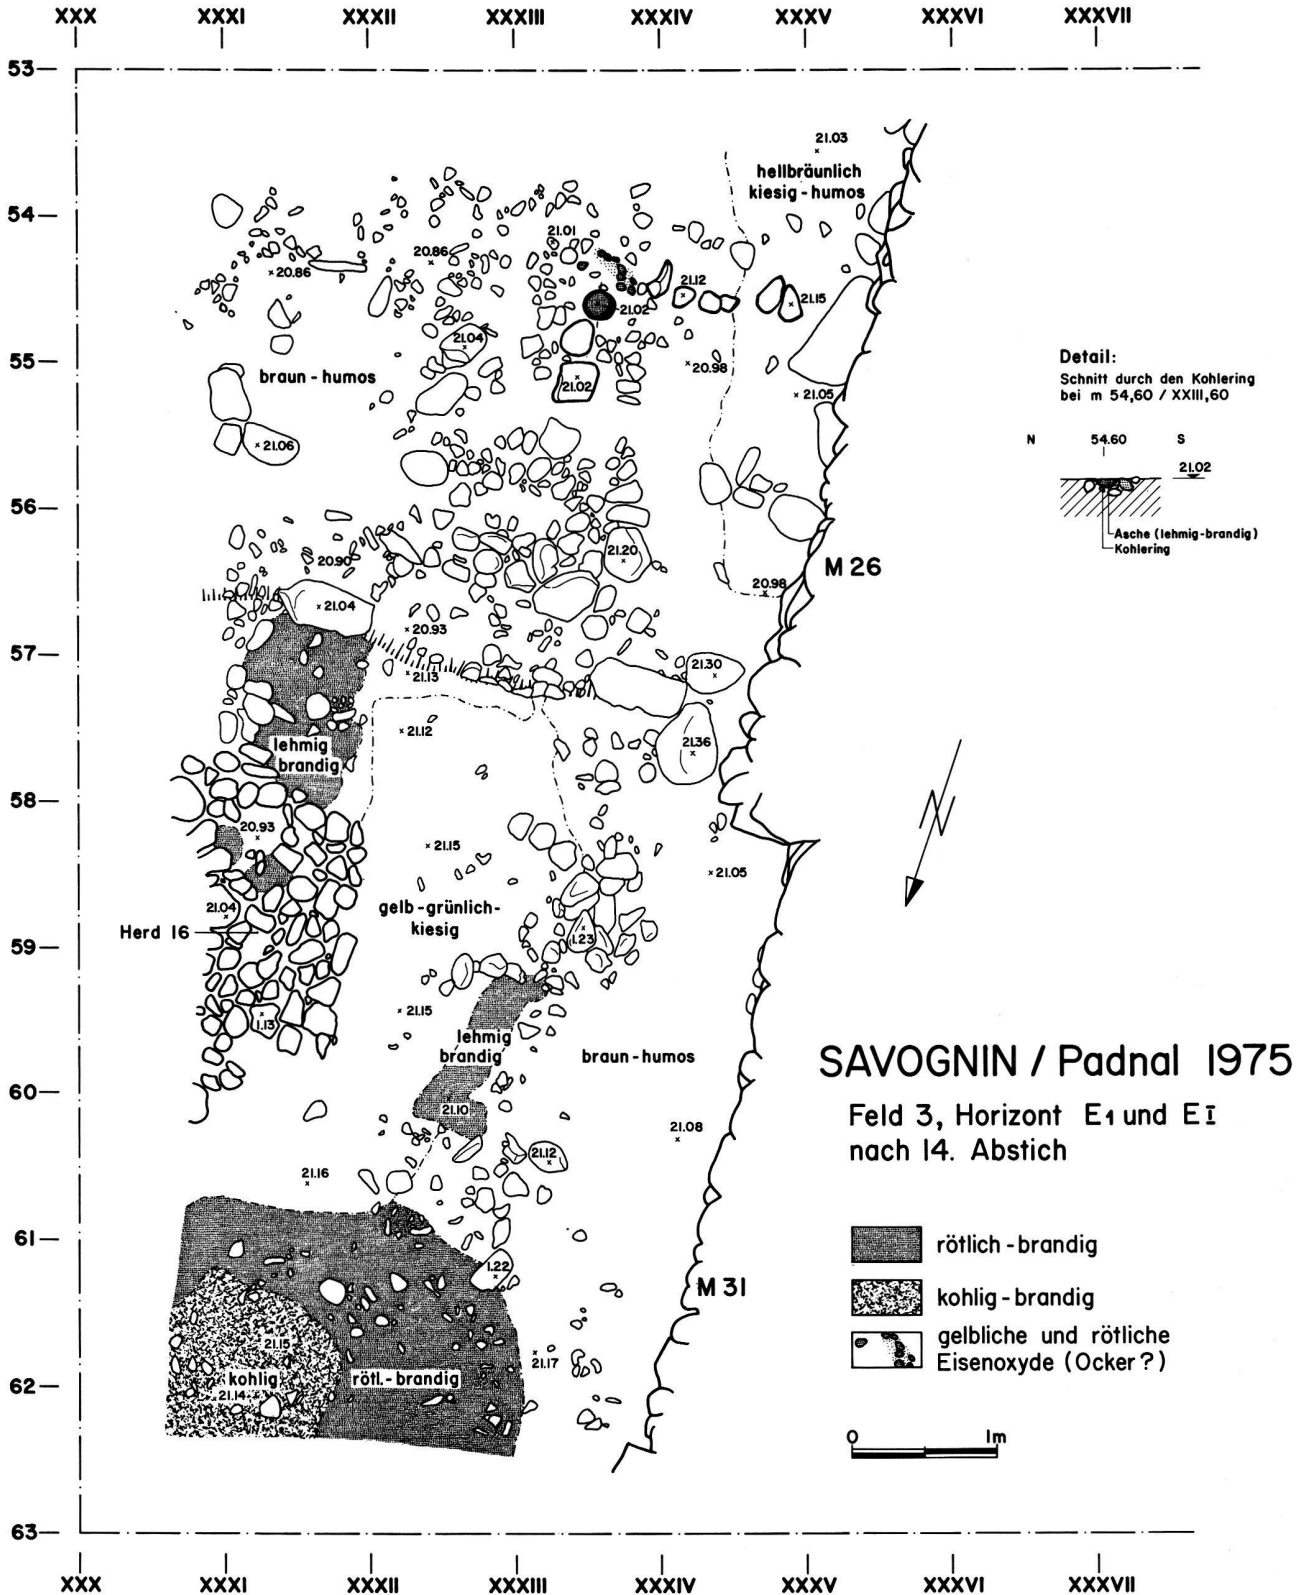 XXX XXXI XXXII XXXIII XXXIV XXXV XXXVI XXXVII
53
21.03
hellbräunlich
kiesig-humos
54
21.01
20.86
20.86
21.12
21.15
21.02
21.04
55
20.98
braun-humos
21.02
21.05
21.06
Detail:
Schnitt durch den Kohlering
bei m 54,60 / XXIII,60
N 54.60 S
21.02
Asche (lehmig-brandig)
Kohlering
56
21.20
20.90
M 26
20.98
21.04
20.93
57
21.30
21.13
21.12
21.36
lehmig
brandig
58
20.93
21.15
21.05
21.04
gelb-grünlich-
kiesig
Herd 16
59
1.23
1.13
21.15
lehmig
brandig
braun-humos
SAVOGNIN / Padnal 1975
60
21.10
21.08
Feld 3, Horizont E1 und EI
nach 14. Abstich
21.12
21.16
61
rötlich-brandig
1.22
M 31
kohlig-brandig
21.15
21.17
gelbliche und rötliche
Eisenoxyde (Ocker?)
62
kohlig
rötl.-brandig
21.14
0 1m
63
XXX XXXI XXXII XXXIII XXXIV XXXV XXXVI XXXVII